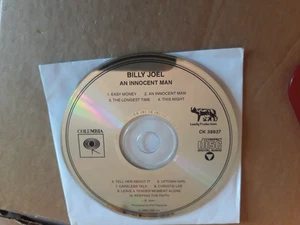 BILLY JOEL
AN INNOCENT MAN
1. EASY MONEY 2. AN INNOCENT MAN
3. THE LONGEST TIME 4. THIS NIGHT
COLUMBIA
CK 38837
5. TELL HER ABOUT IT 6. UPTOWN GIRL
7. CARELESS TALK 8. CHRISTIE LEE
9. LEAVE A TENDER MOMENT ALONE
10. KEEPING THE FAITH